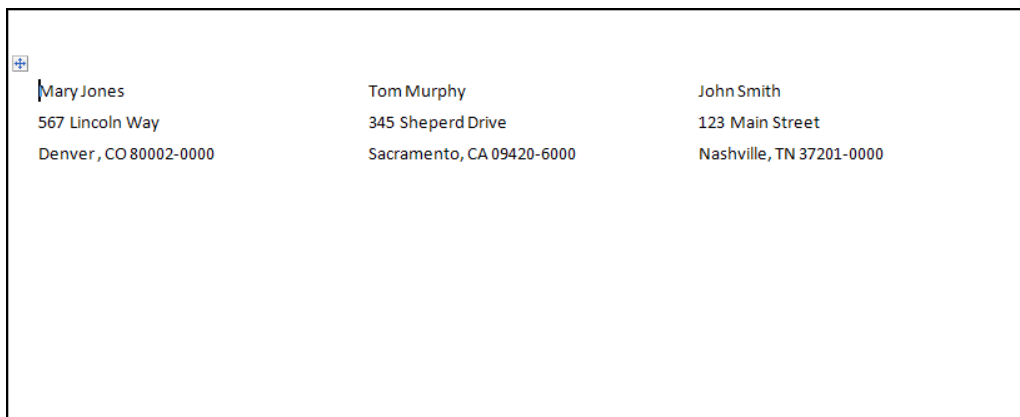 Mary Jones
567 Lincoln Way
Denver , CO 80002-0000
Tom Murphy
345 Sheperd Drive
Sacramento, CA 09420-6000
John Smith
123 Main Street
Nashville, TN 37201-0000